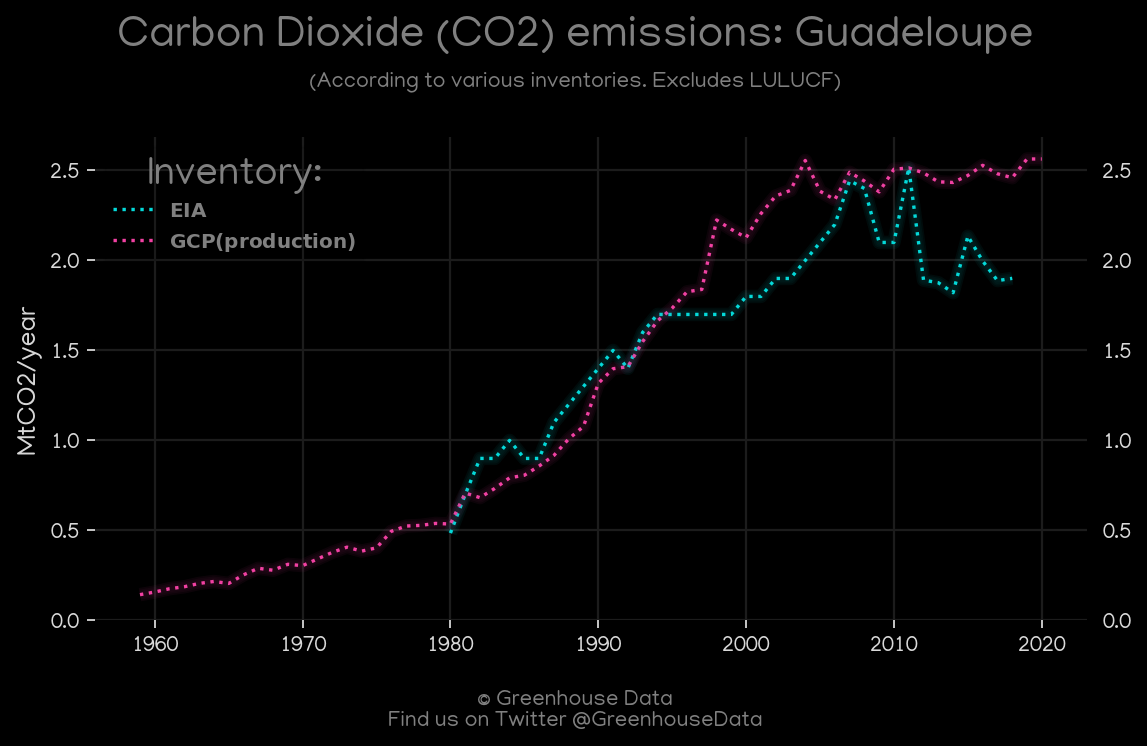 Carbon Dioxide (CO2) emissions: Guadeloupe
(According to various inventories. Excludes LULUCF)
Inventory:
EIA
GCP(production)
MtCO2/year
2.5
2.0
1.5
1.0
0.5
0.0
2.5
2.0
1.5
1.0
0.5
0.0
1960 1970 1980 1990 2000 2010 2020
© Greenhouse Data
Find us on Twitter @GreenhouseData